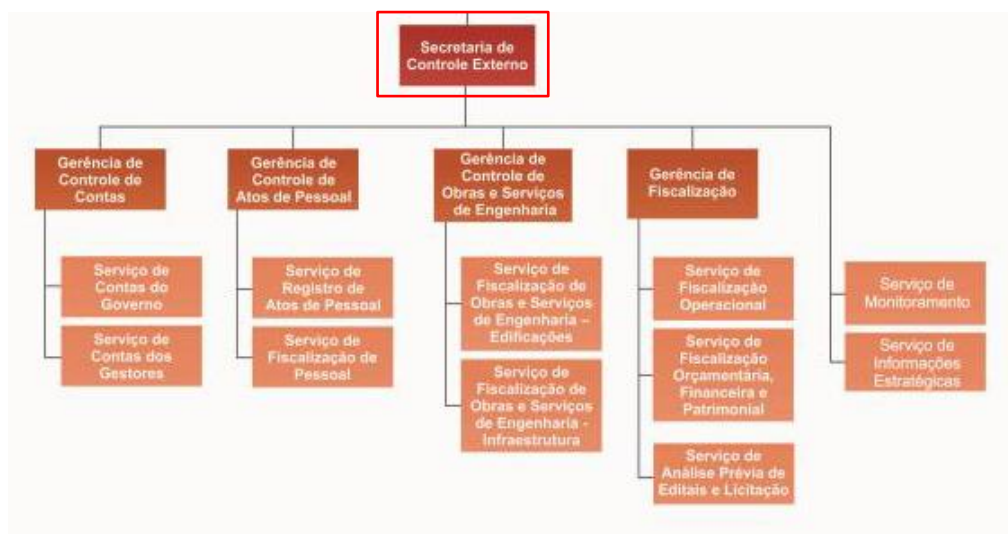 Secretaria de
Controle Externo
Gerência de
Controle de
Contas
Gerência de
Controle de
Atos de Pessoal
Gerência de
Controle de
Obras e Serviços
de Engenharia
Gerência de
Fiscalização
Serviço de
Contas do
Governo
Serviço de
Contas dos
Gestores
Serviço de
Registro de
Atos de Pessoal
Serviço de
Fiscalização de
Pessoal
Serviço de
Fiscalização de
Obras e Serviços
de Engenharia –
Edificações
Serviço de
Fiscalização de
Obras e Serviços
de Engenharia -
Infraestrutura
Serviço de
Fiscalização
Operacional
Serviço de
Fiscalização
Orçamentária,
Financeira e
Patrimonial
Serviço de
Análise Prévia de
Editais e Licitação
Serviço de
Monitoramento
Serviço de
Informações
Estratégicas